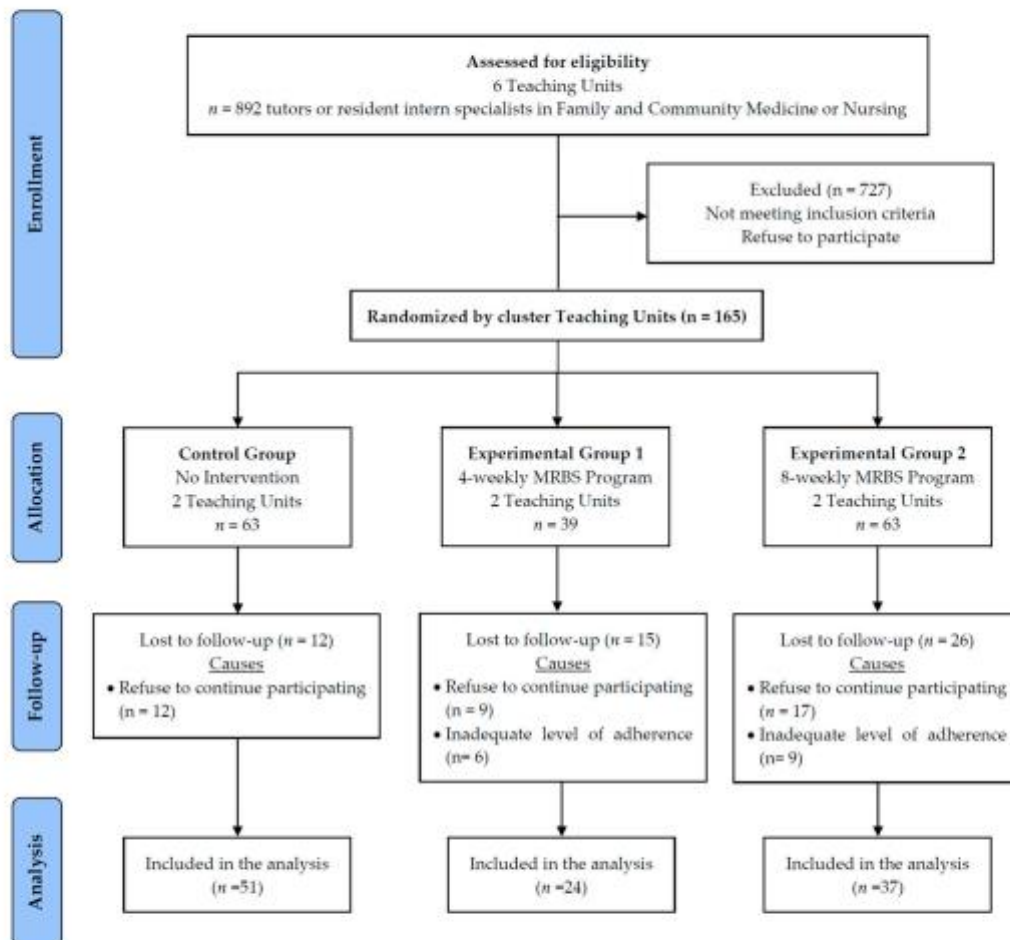 Enrollment
Assessed for eligibility
6 Teaching Units
n = 892 tutors or resident intern specialists in Family and Community Medicine or Nursing
Excluded (n = 727)
Not meeting inclusion criteria
Refuse to participate
Randomized by cluster Teaching Units (n = 165)
Allocation
Control Group
No Intervention
2 Teaching Units
n = 63
Experimental Group 1
4-weekly MRBS Program
2 Teaching Units
n = 39
Experimental Group 2
8-weekly MRBS Program
2 Teaching Units
n = 63
Follow-up
Lost to follow-up (n = 12)
Causes
• Refuse to continue participating
(n = 12)
Lost to follow-up (n = 15)
Causes
• Refuse to continue participating
(n = 9)
• Inadequate level of adherence
(n= 6)
Lost to follow-up (n = 26)
Causes
• Refuse to continue participating
(n = 17)
• Inadequate level of adherence
(n= 9)
Analysis
Included in the analysis
(n =51)
Included in the analysis
(n =24)
Included in the analysis
(n =37)